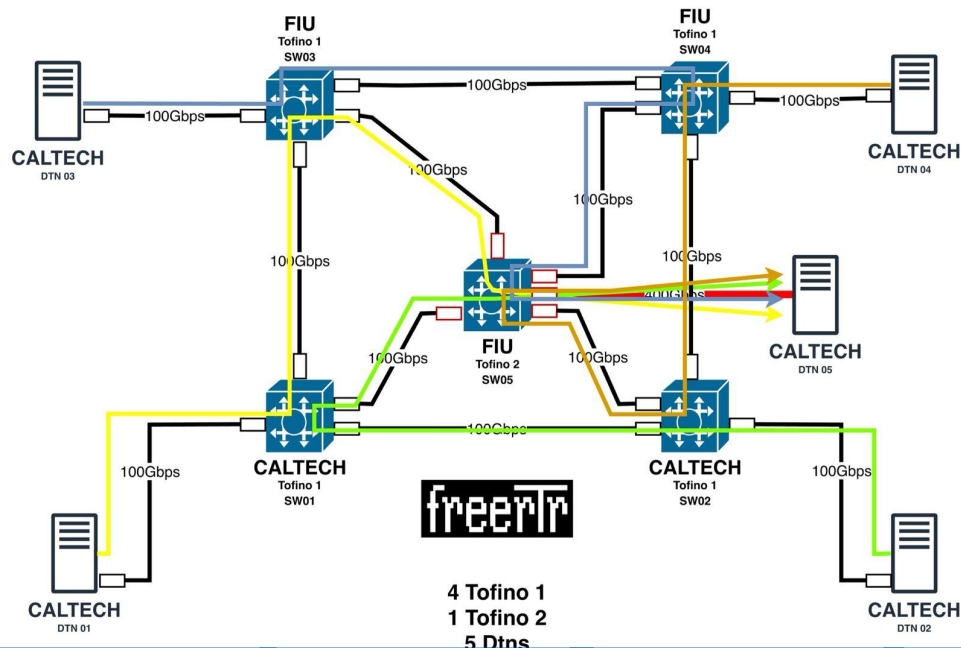 FIU
Tofino 1
SW03
FIU
Tofino 1
SW04
100Gbps
100Gbps
100Gbps
CALTECH
DTN 03
CALTECH
DTN 04
100Gbps
100Gbps
100Gbps
100Gbps
400Gbps
FIU
Tofino 2
SW05
CALTECH
DTN 05
100Gbps
100Gbps
100Gbps
CALTECH
Tofino 1
SW01
CALTECH
Tofino 1
SW02
100Gbps
100Gbps
freerTr
CALTECH
DTN 01
CALTECH
DTN 02
4 Tofino 1
1 Tofino 2
5 Dtns